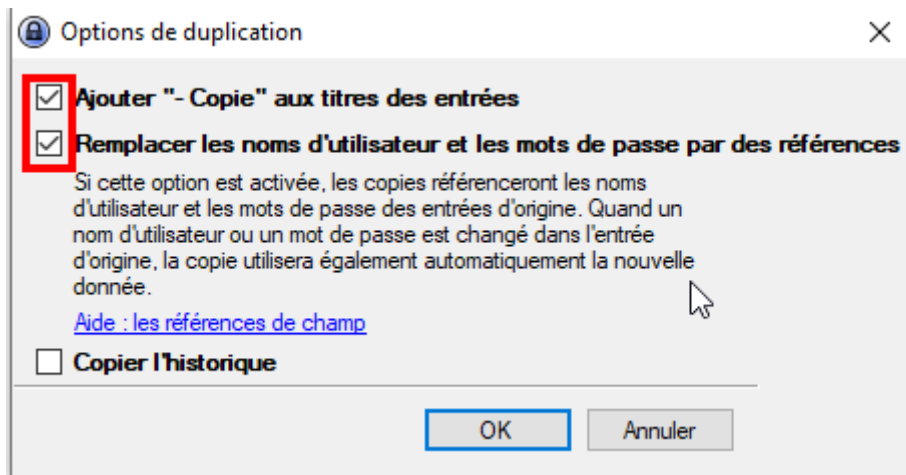 Options de duplication
Ajouter "- Copie" aux titres des entrées
Remplacer les noms d'utilisateur et les mots de passe par des références
Si cette option est activée, les copies référenceront les noms
d'utilisateur et les mots de passe des entrées d'origine. Quand un
nom d'utilisateur ou un mot de passe est changé dans l'entrée
d'origine, la copie utilisera également automatiquement la nouvelle
donnée.
Aide : les références de champ
Copier l'historique
OK
Annuler